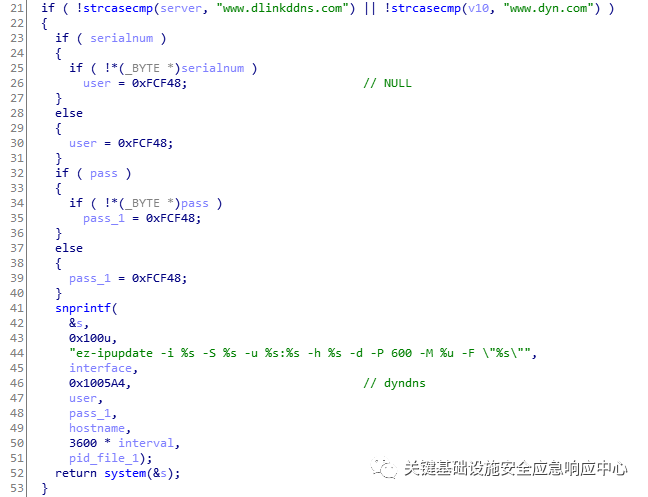 21 if ( !strcasecmp(server, "www.dlinkddns.com") || !strcasecmp(v10, "www.dyn.com") )
22 {
23   if ( serialnum )
24   {
25     if ( !*(_BYTE *)serialnum )
26       user = 0xFCF48;                         // NULL
27   }
28   else
29   {
30     user = 0xFCF48;
31   }
32   if ( pass )
33   {
34     if ( !*(_BYTE *)pass )
35       pass_1 = 0xFCF48;
36   }
37   else
38   {
39     pass_1 = 0xFCF48;
40   }
41   snprintf(
42     &s,
43     0x100u,
44     "ez-ipupdate -i %s -S %s -u %s:%s -h %s -d -P 600 -M %u -F \"%s\"",
45     interface,
46     0x1005A4,                                 // dyndns
47     user,
48     pass_1,
49     hostname,
50     3600 * interval,
51     pid_file_1);
52   return system(&s);
53 }
关键基础设施安全应急响应中心